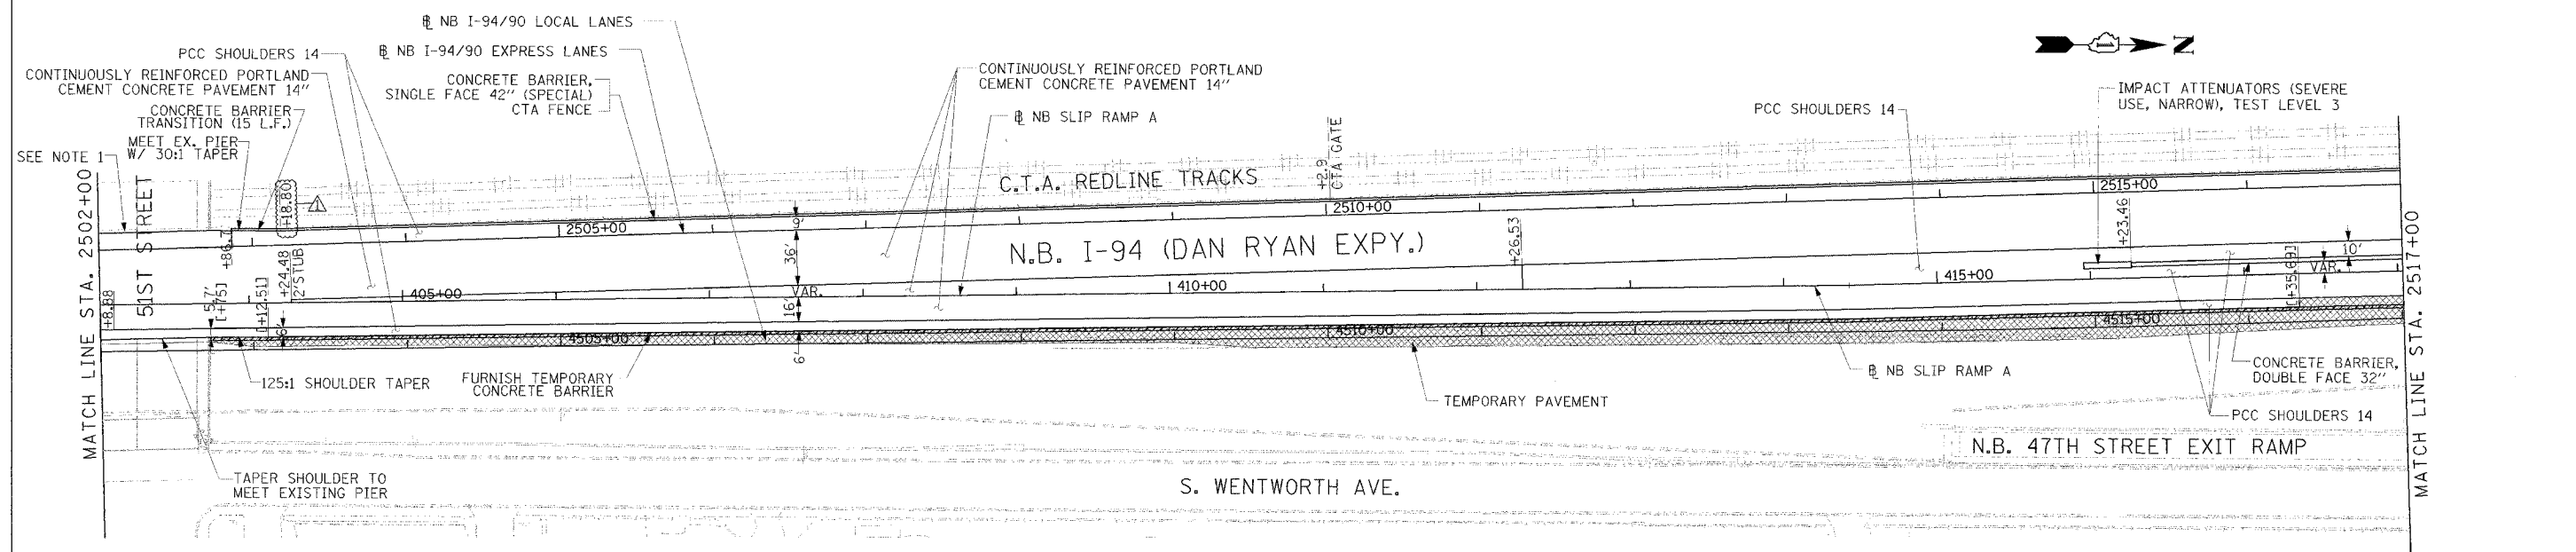 ℄ NB I-94/90 LOCAL LANES
℄ NB I-94/90 EXPRESS LANES
PCC SHOULDERS 14
CONTINUOUSLY REINFORCED PORTLAND
CEMENT CONCRETE PAVEMENT 14"
CONCRETE BARRIER
TRANSITION (15 L.F.)
MEET EX. PIER
W/ 30:1 TAPER
SEE NOTE 1
CONCRETE BARRIER,
SINGLE FACE 42" (SPECIAL)
CTA FENCE
CONTINUOUSLY REINFORCED PORTLAND
CEMENT CONCRETE PAVEMENT 14"
℄ NB SLIP RAMP A
+29
CTA GATE
PCC SHOULDERS 14
N
IMPACT ATTENUATORS (SEVERE
USE, NARROW), TEST LEVEL 3
MATCH LINE STA. 2502+00
51ST STREET
[+18.80]
1
C.T.A. REDLINE TRACKS
2505+00
2510+00
2515+00
9'
36'
VAR.
16'
6'
N.B. I-94 (DAN RYAN EXPY.)
+26.53
+23.46
10'
VAR.
[+35.69]
+8.88
+86.7
5.7'
[+75]
[+12.51]
+24.48
2'STUB
6'
405+00
410+00
415+00
4505+00
4510+00
4515+00
MATCH LINE STA. 2517+00
125:1 SHOULDER TAPER
FURNISH TEMPORARY
CONCRETE BARRIER
TEMPORARY PAVEMENT
℄ NB SLIP RAMP A
CONCRETE BARRIER,
DOUBLE FACE 32"
PCC SHOULDERS 14
N.B. 47TH STREET EXIT RAMP
TAPER SHOULDER TO
MEET EXISTING PIER
S. WENTWORTH AVE.